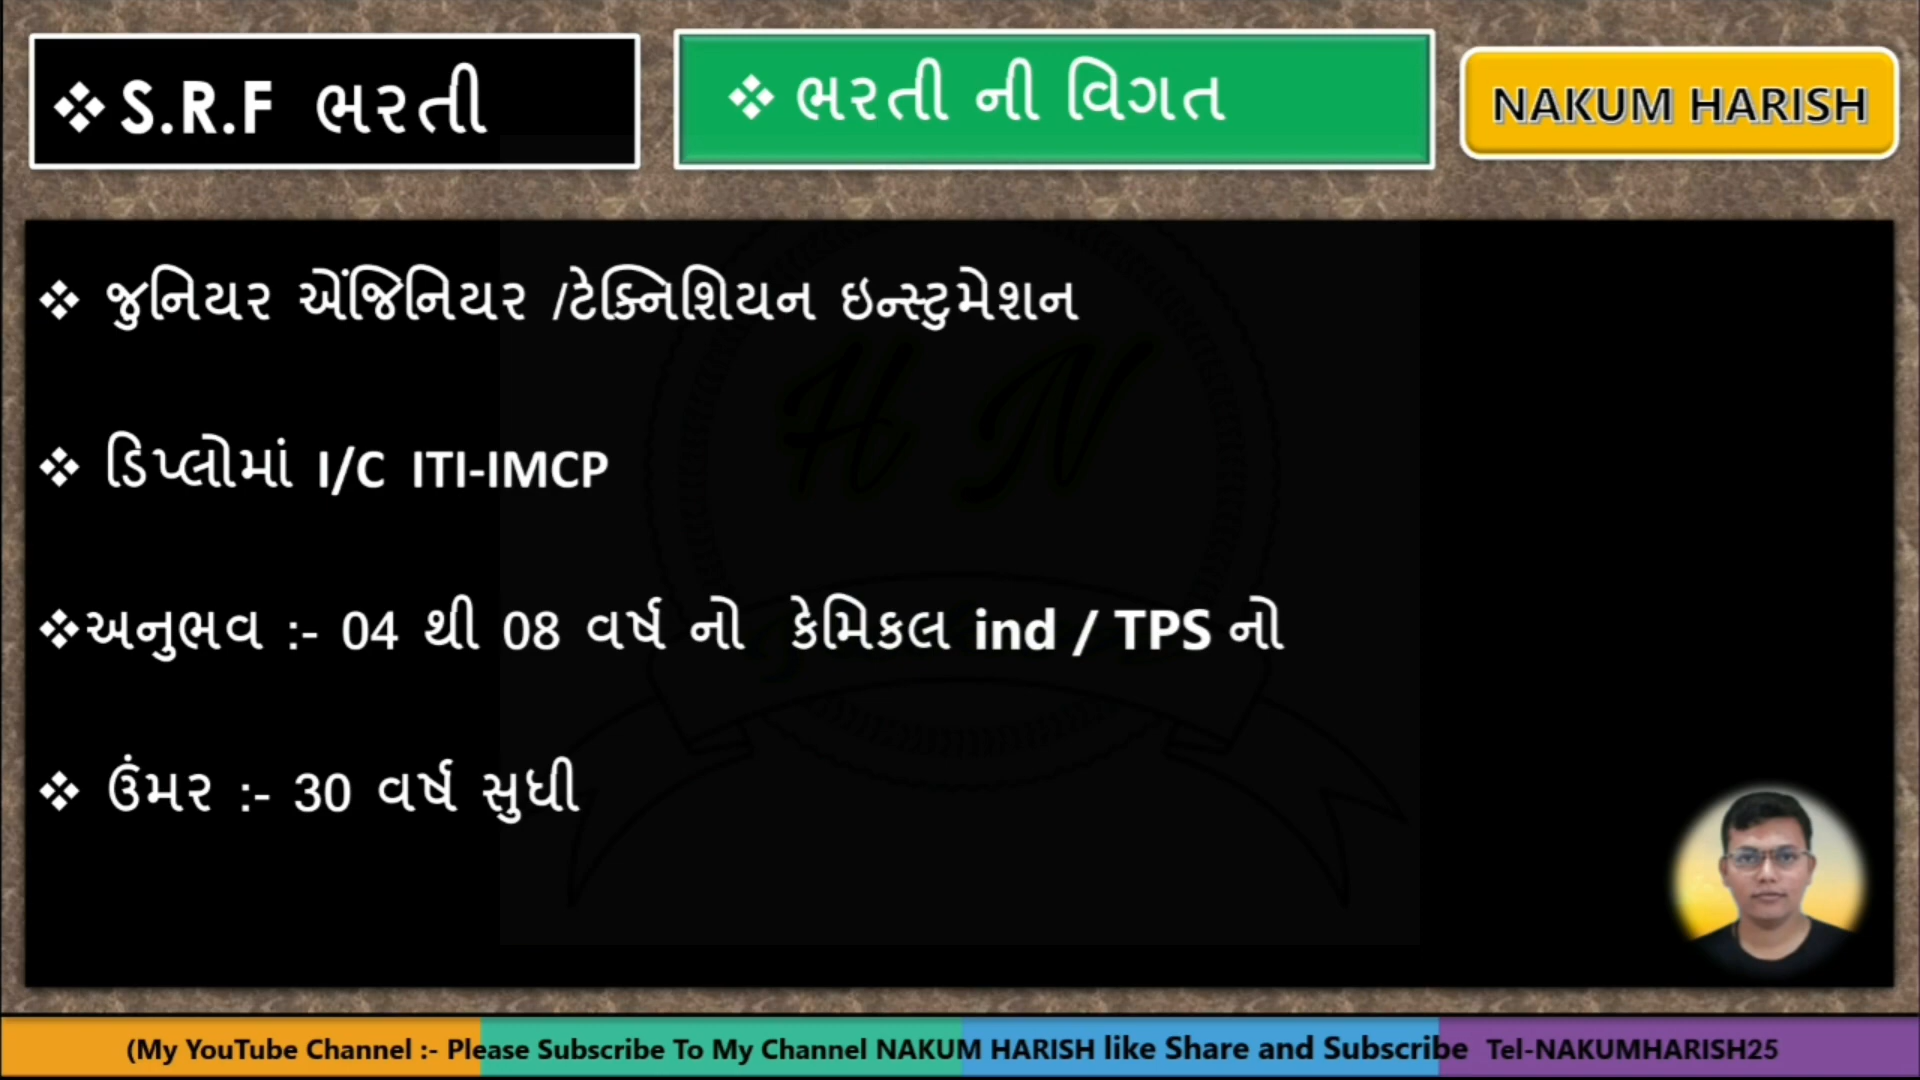 ❖ S.R.F ભરતી
❖ ભરતી ની વિગત
NAKUM HARISH
❖ જુનિયર એંજિનિયર /ટેક્નિશિયન ઇન્સ્ટુમેશન
❖ ડિપ્લોમાં I/C ITI-IMCP
❖અનુભવ :- 04 થી 08 વર્ષ નો કેમિકલ ind / TPS નો
❖ ઉંમર :- 30 વર્ષ સુધી
H N
(My YouTube Channel :- Please Subscribe To My Channel NAKUM HARISH like Share and Subscribe Tel-NAKUMHARISH25